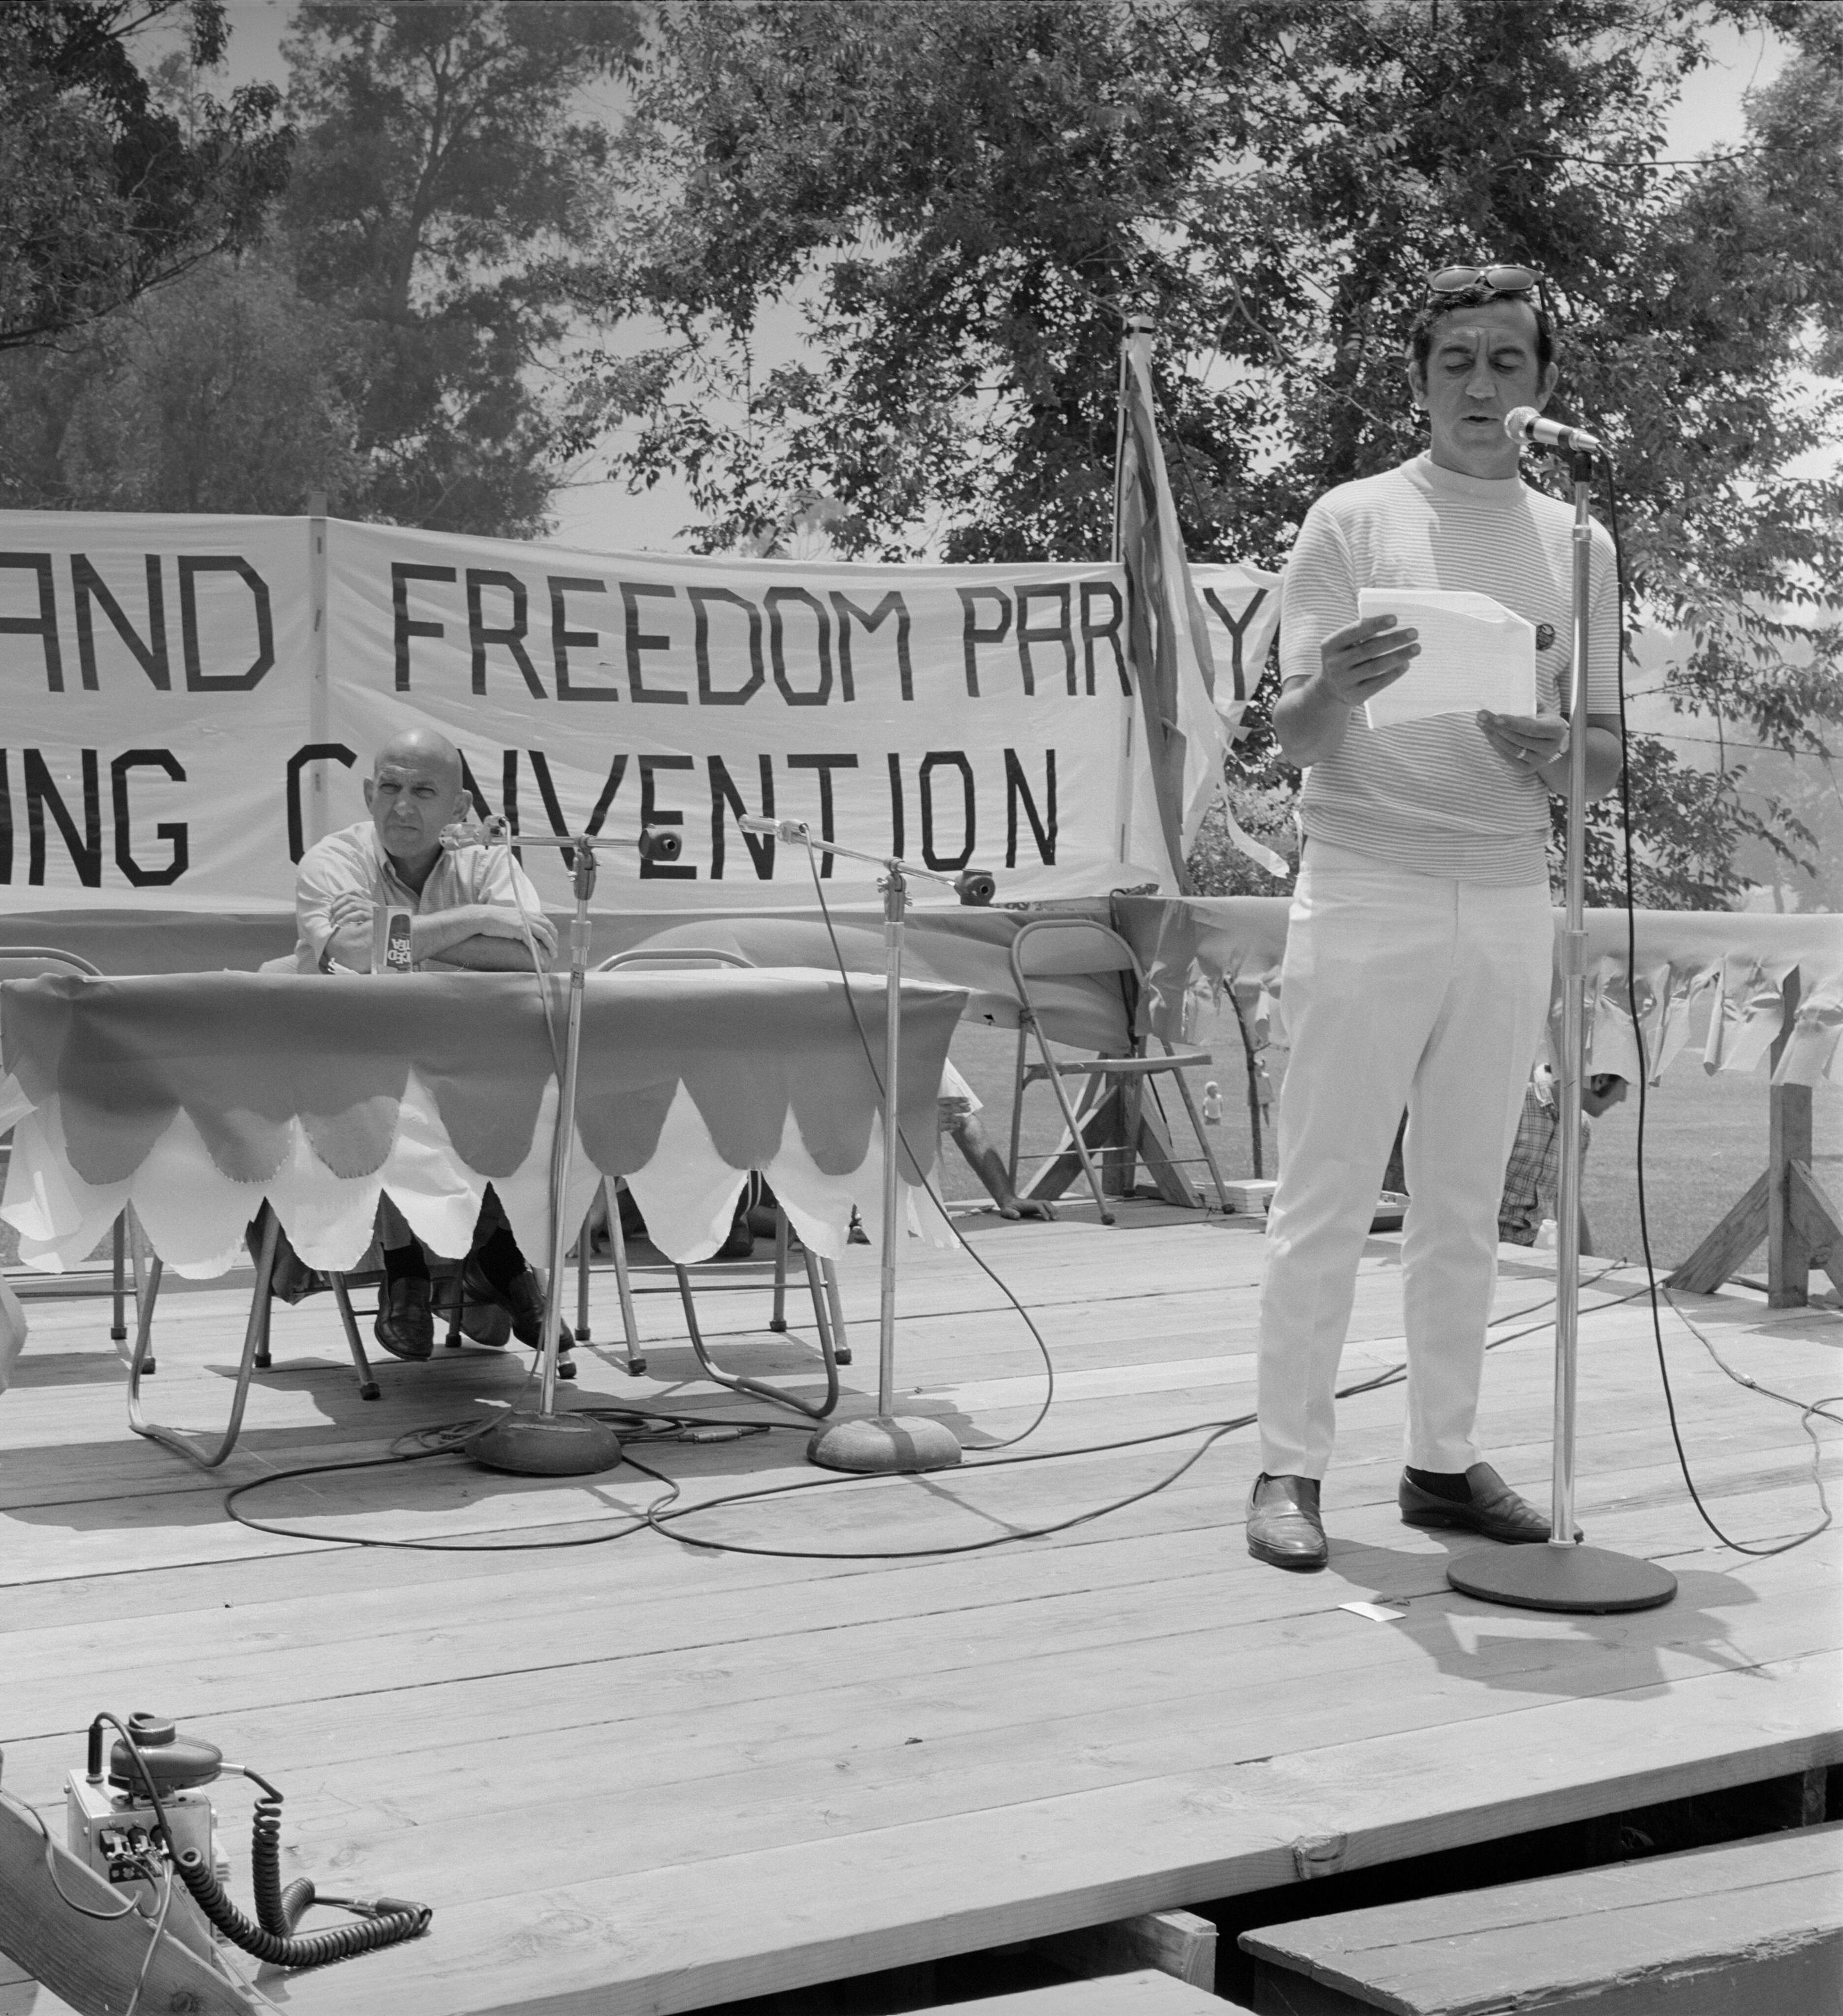 AND FREEDOM PARTY
ING CONVENTION
ICED
TEA